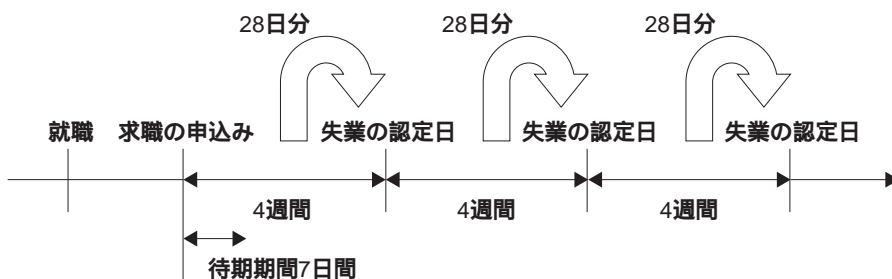 28日分 28日分 28日分
就職 求職の申込み 失業の認定日 失業の認定日 失業の認定日
4週間 4週間 4週間
待期期間7日間